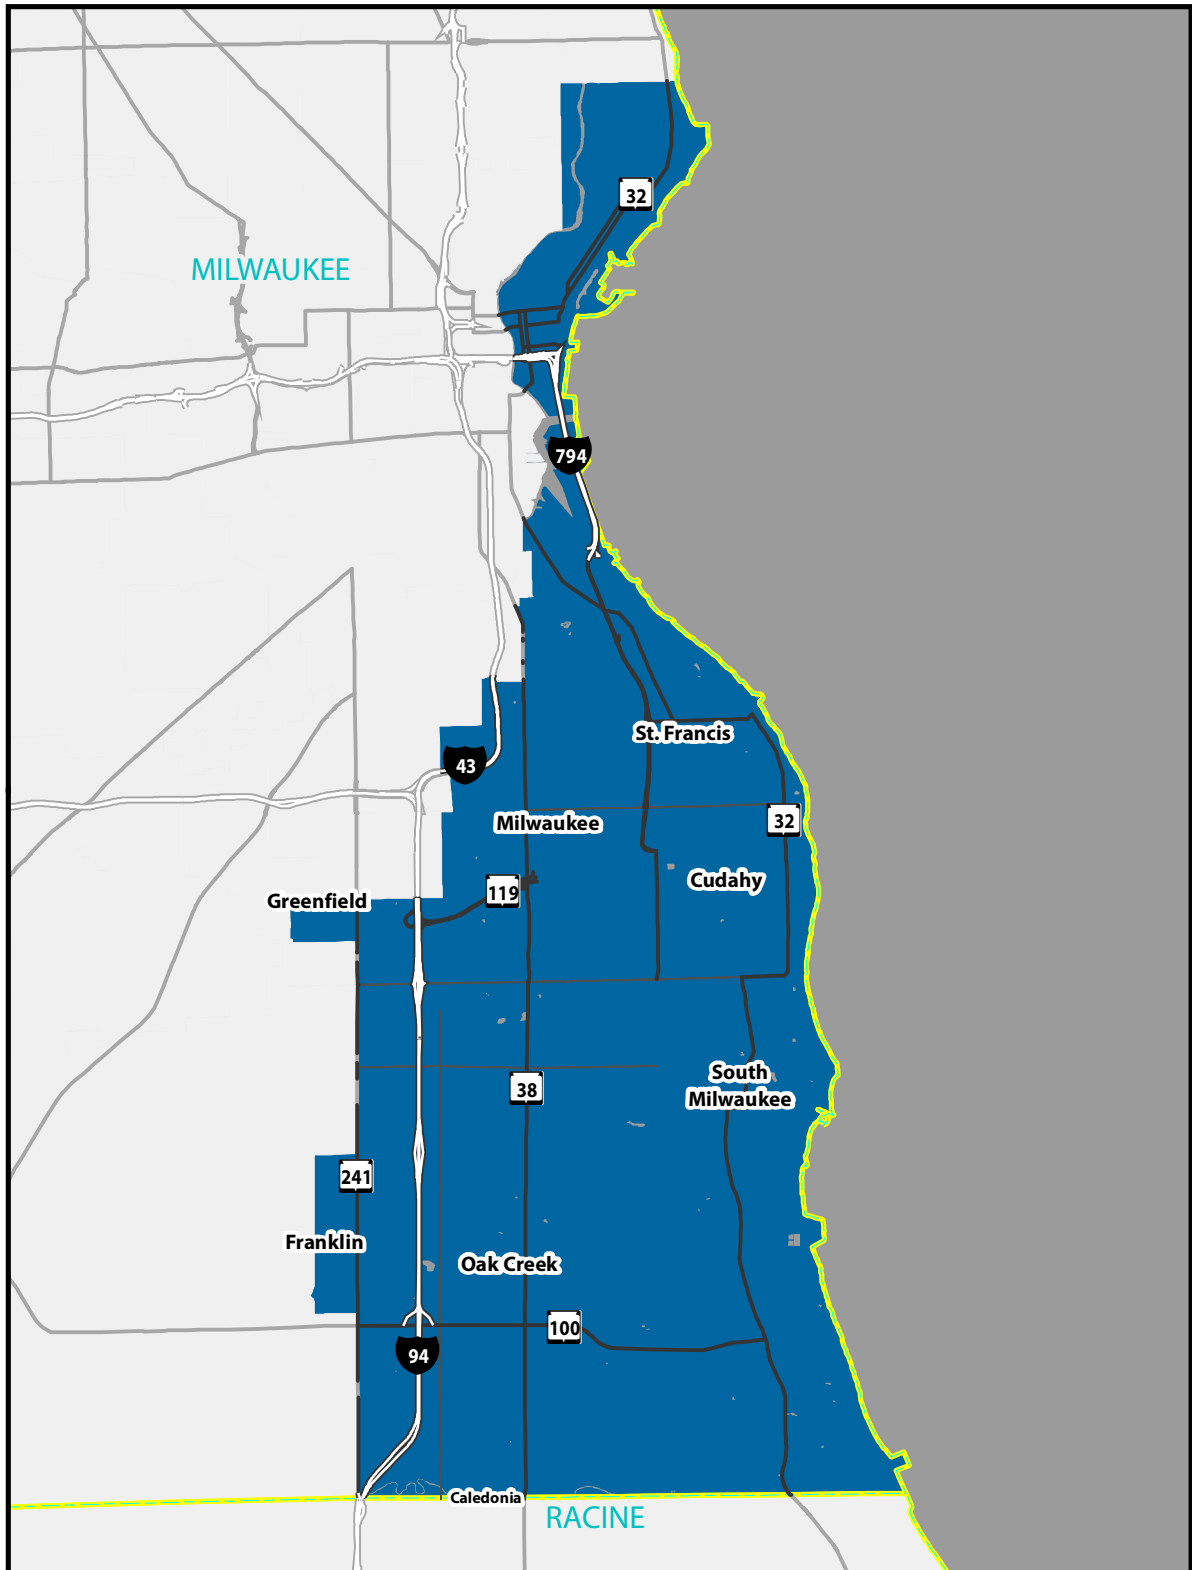 32
MILWAUKEE
794
St. Francis
43
32
Milwaukee
Cudahy
119
Greenfield
South
Milwaukee
38
241
Franklin
Oak Creek
100
94
Caledonia
RACINE